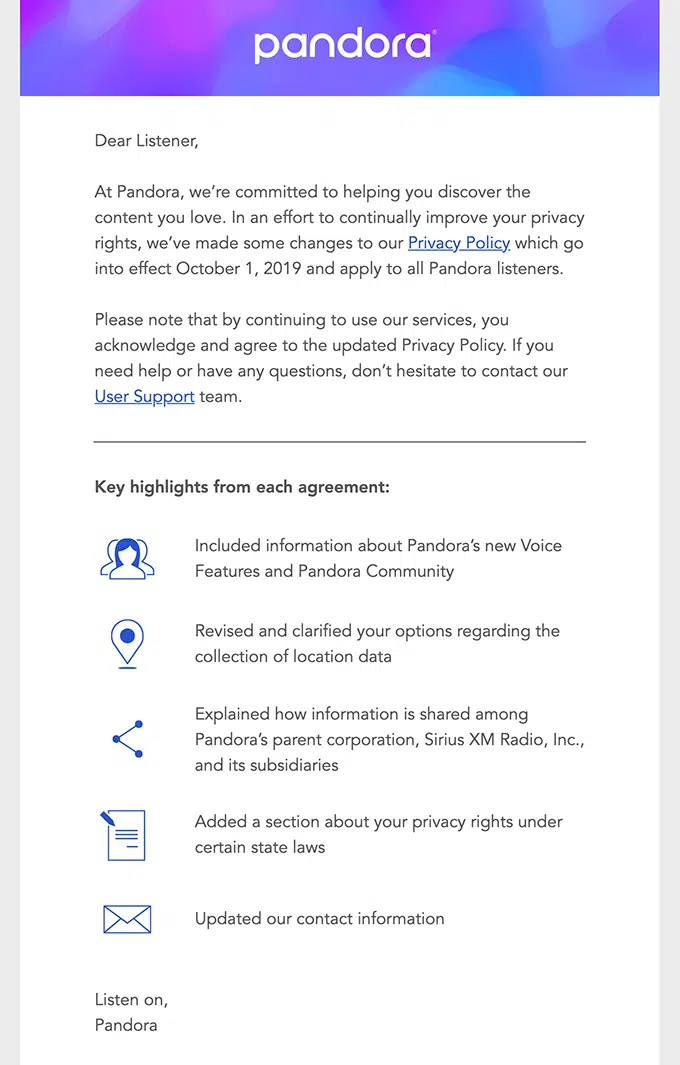 pandora®
Dear Listener,
At Pandora, we’re committed to helping you discover the
content you love. In an effort to continually improve your privacy
rights, we’ve made some changes to our Privacy Policy which go
into effect October 1, 2019 and apply to all Pandora listeners.
Please note that by continuing to use our services, you
acknowledge and agree to the updated Privacy Policy. If you
need help or have any questions, don’t hesitate to contact our
User Support team.
Key highlights from each agreement:
Included information about Pandora’s new Voice
Features and Pandora Community
Revised and clarified your options regarding the
collection of location data
Explained how information is shared among
Pandora’s parent corporation, Sirius XM Radio, Inc.,
and its subsidiaries
Added a section about your privacy rights under
certain state laws
Updated our contact information
Listen on,
Pandora